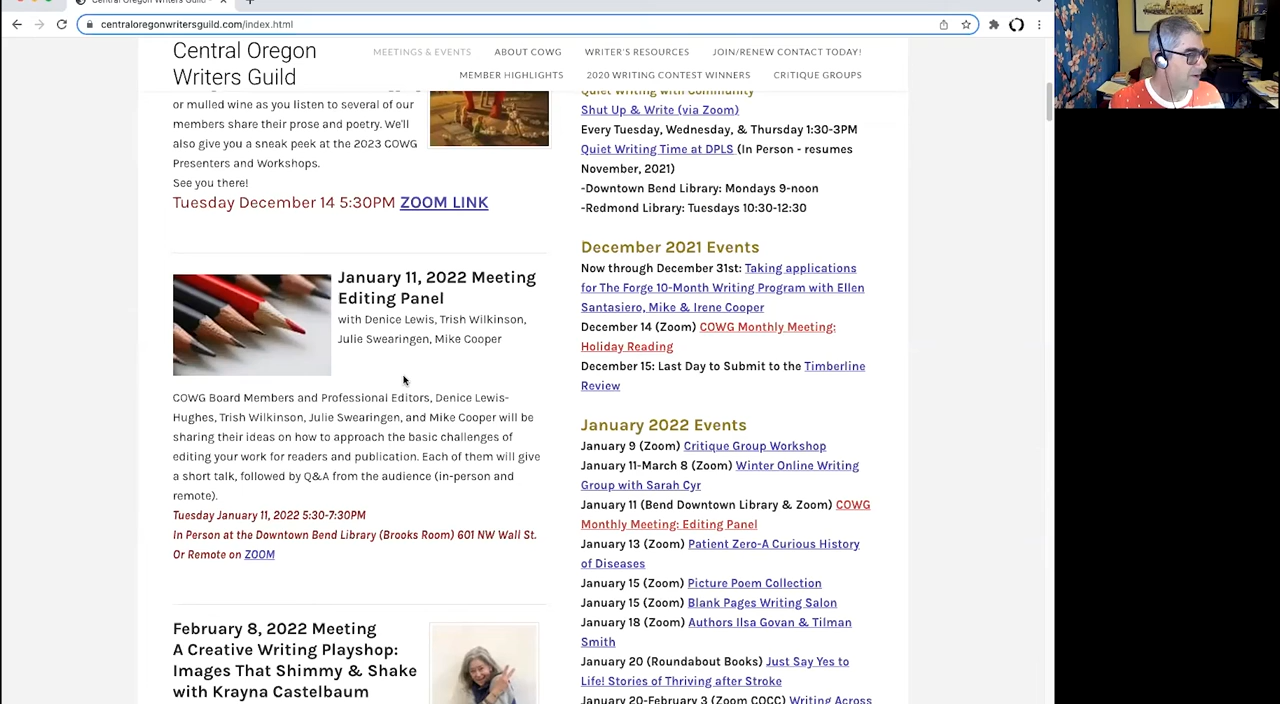 Central Oregon Writers Guild
centraloregonwritersguild.com/index.html
Central Oregon
Writers Guild
MEETINGS & EVENTS
ABOUT COWG
WRITER'S RESOURCES
JOIN/RENEW CONTACT TODAY!
MEMBER HIGHLIGHTS
2020 WRITING CONTEST WINNERS
CRITIQUE GROUPS
or mulled wine as you listen to several of our
members share their prose and poetry. We'll
also give you a sneak peek at the 2023 COWG
Presenters and Workshops.
See you there!
Tuesday December 14 5:30PM ZOOM LINK
January 11, 2022 Meeting
Editing Panel
with Denice Lewis, Trish Wilkinson,
Julie Swearingen, Mike Cooper
COWG Board Members and Professional Editors, Denice Lewis-
Hughes, Trish Wilkinson, Julie Swearingen, and Mike Cooper will be
sharing their ideas on how to approach the basic challenges of
editing your work for readers and publication. Each of them will give
a short talk, followed by Q&A from the audience (in-person and
remote).
Tuesday January 11, 2022 5:30-7:30PM
In Person at the Downtown Bend Library (Brooks Room) 601 NW Wall St.
Or Remote on ZOOM
February 8, 2022 Meeting
A Creative Writing Playshop:
Images That Shimmy & Shake
with Krayna Castelbaum
Quiet Writing with Community
Shut Up & Write (via Zoom)
Every Tuesday, Wednesday, & Thursday 1:30-3PM
Quiet Writing Time at DPLS (In Person - resumes
November, 2021)
-Downtown Bend Library: Mondays 9-noon
-Redmond Library: Tuesdays 10:30-12:30
December 2021 Events
Now through December 31st: Taking applications
for The Forge 10-Month Writing Program with Ellen
Santasiero, Mike & Irene Cooper
December 14 (Zoom) COWG Monthly Meeting:
Holiday Reading
December 15: Last Day to Submit to the Timberline
Review
January 2022 Events
January 9 (Zoom) Critique Group Workshop
January 11-March 8 (Zoom) Winter Online Writing
Group with Sarah Cyr
January 11 (Bend Downtown Library & Zoom) COWG
Monthly Meeting: Editing Panel
January 13 (Zoom) Patient Zero-A Curious History
of Diseases
January 15 (Zoom) Picture Poem Collection
January 15 (Zoom) Blank Pages Writing Salon
January 18 (Zoom) Authors Ilsa Govan & Tilman
Smith
January 20 (Roundabout Books) Just Say Yes to
Life! Stories of Thriving after Stroke
January 20-February 3 (Zoom COCC) Writing Across